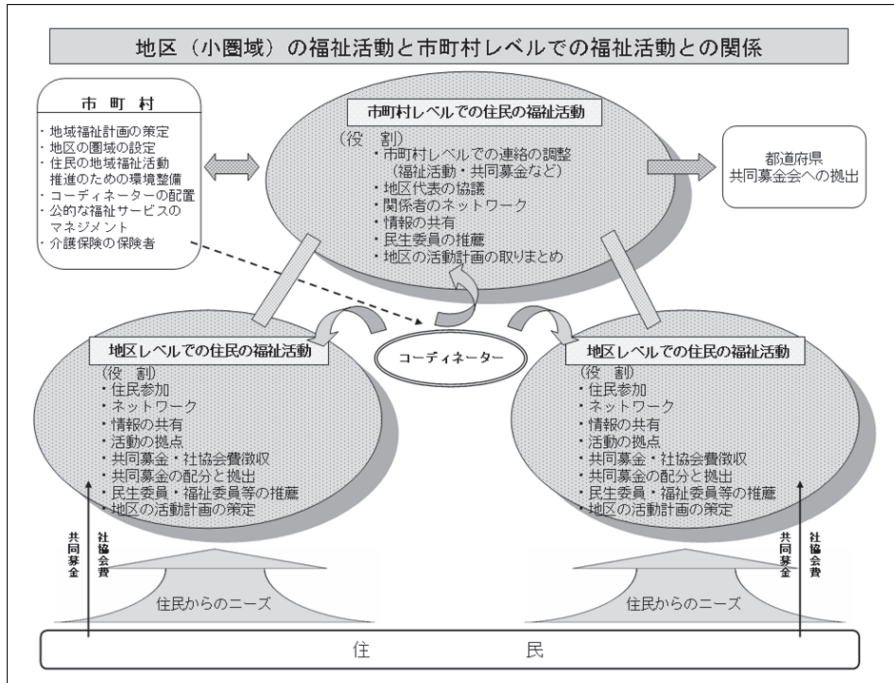 地区（小圏域）の福祉活動と市町村レベルでの福祉活動との関係
市　町　村
・地域福祉計画の策定
・地区の圏域の設定
・住民の地域福祉活動
推進のための環境整備
・コーディネーターの配置
・公的な福祉サービスの
マネジメント
・介護保険の保険者
市町村レベルでの住民の福祉活動
（役　割）
・市町村レベルでの連絡の調整
（福祉活動・共同募金など）
・地区代表の協議
・関係者のネットワーク
・情報の共有
・民生委員の推薦
・地区の活動計画の取りまとめ
都道府県
共同募金会への拠出
コーディネーター
地区レベルでの住民の福祉活動
（役　割）
・住民参加
・ネットワーク
・情報の共有
・活動の拠点
・共同募金・社協会費徴収
・共同募金の配分と拠出
・民生委員・福祉委員等の推薦
・地区の活動計画の策定
地区レベルでの住民の福祉活動
（役　割）
・住民参加
・ネットワーク
・情報の共有
・活動の拠点
・共同募金・社協会費徴収
・共同募金の配分と拠出
・民生委員・福祉委員等の推薦
・地区の活動計画の策定
共同募金
社協会費
共同募金
社協会費
住民からのニーズ
住民からのニーズ
住　民